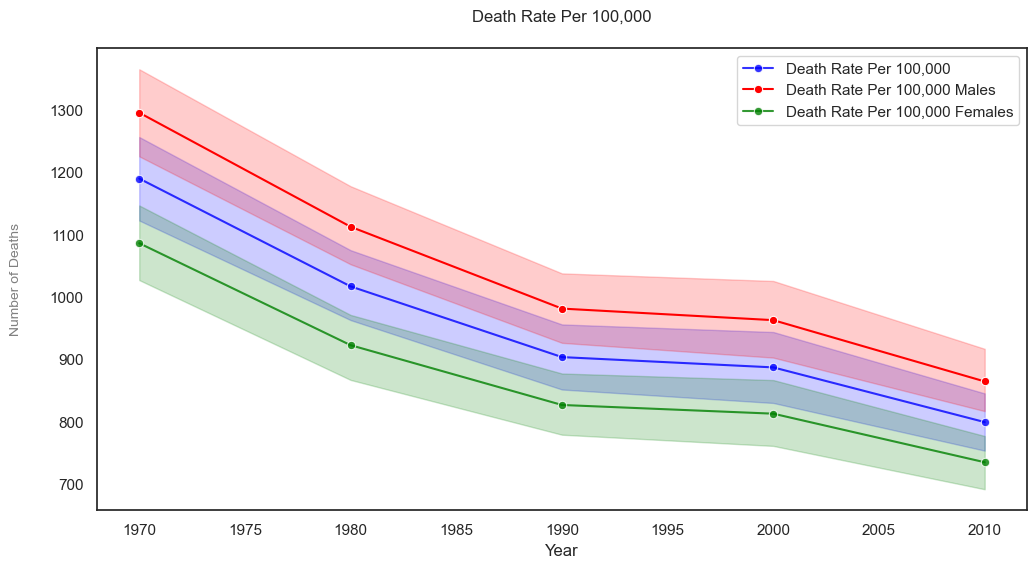 Death Rate Per 100,000
Death Rate Per 100,000
Death Rate Per 100,000 Males
Death Rate Per 100,000 Females
Number of Deaths
1300
1200
1100
1000
900
800
700
1970 1975 1980 1985 1990 1995 2000 2005 2010
Year